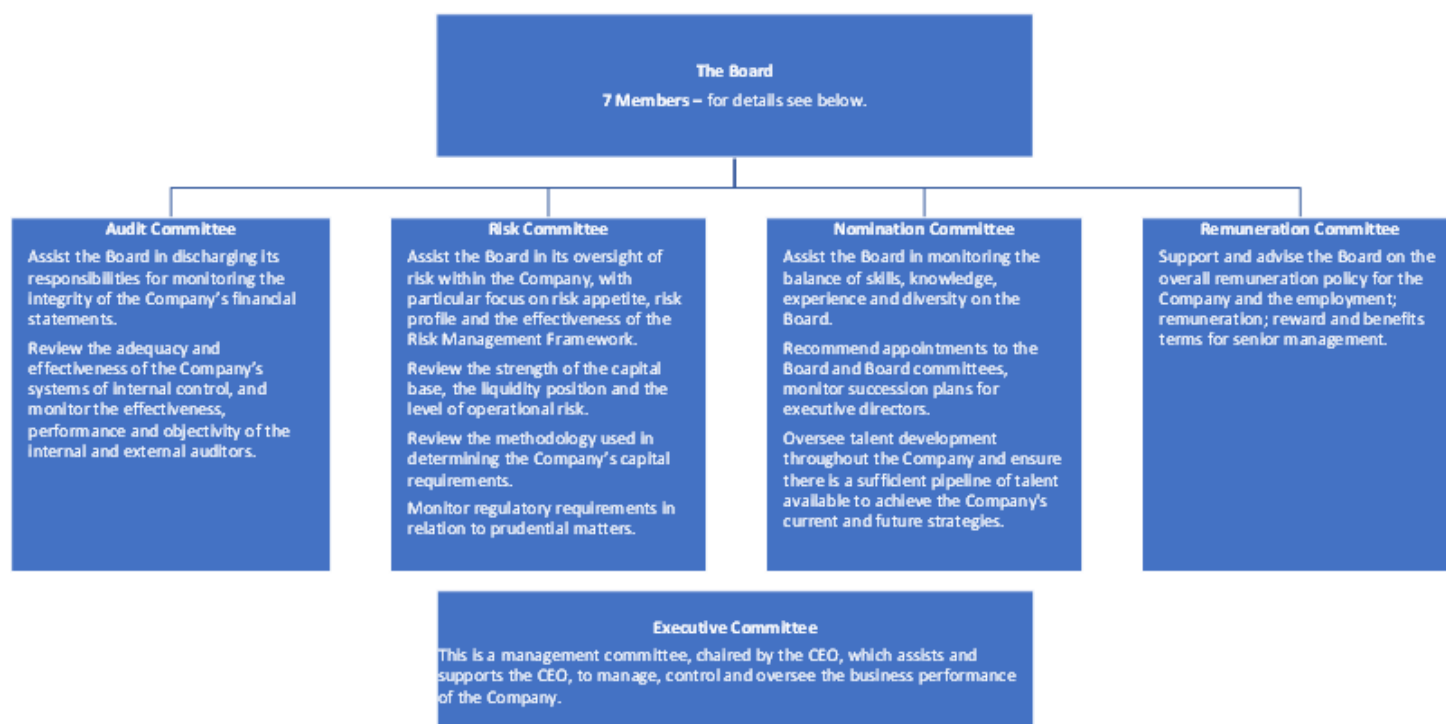 The Board
7 Members – for details see below.
Audit Committee
Assist the Board in discharging its
responsibilities for monitoring the
integrity of the Company's financial
statements.
Review the adequacy and
effectiveness of the Company's
systems of internal control, and
monitor the effectiveness,
performance and objectivity of the
internal and external auditors.
Risk Committee
Assist the Board in its oversight of
risk within the Company, with
particular focus on risk appetite, risk
profile and the effectiveness of the
Risk Management Framework.
Review the strength of the capital
base, the liquidity position and the
level of operational risk.
Review the methodology used in
determining the Company's capital
requirements.
Monitor regulatory requirements in
relation to prudential matters.
Nomination Committee
Assist the Board in monitoring the
balance of skills, knowledge,
experience and diversity on the
Board.
Recommend appointments to the
Board and Board committees,
monitor succession plans for
executive directors.
Oversee talent development
throughout the Company and ensure
there is a sufficient pipeline of talent
available to achieve the Company's
current and future strategies.
Remuneration Committee
Support and advise the Board on the
overall remuneration policy for the
Company and the employment;
remuneration; reward and benefits
terms for senior management.
Executive Committee
This is a management committee, chaired by the CEO, which assists and
supports the CEO, to manage, control and oversee the business performance
of the Company.